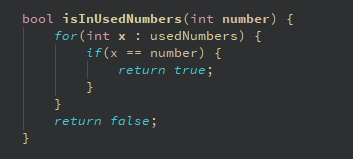 bool isInUsedNumbers(int number) {
    for(int x : usedNumbers) {
        if(x == number) {
            return true;
        }
    }
    return false;
}